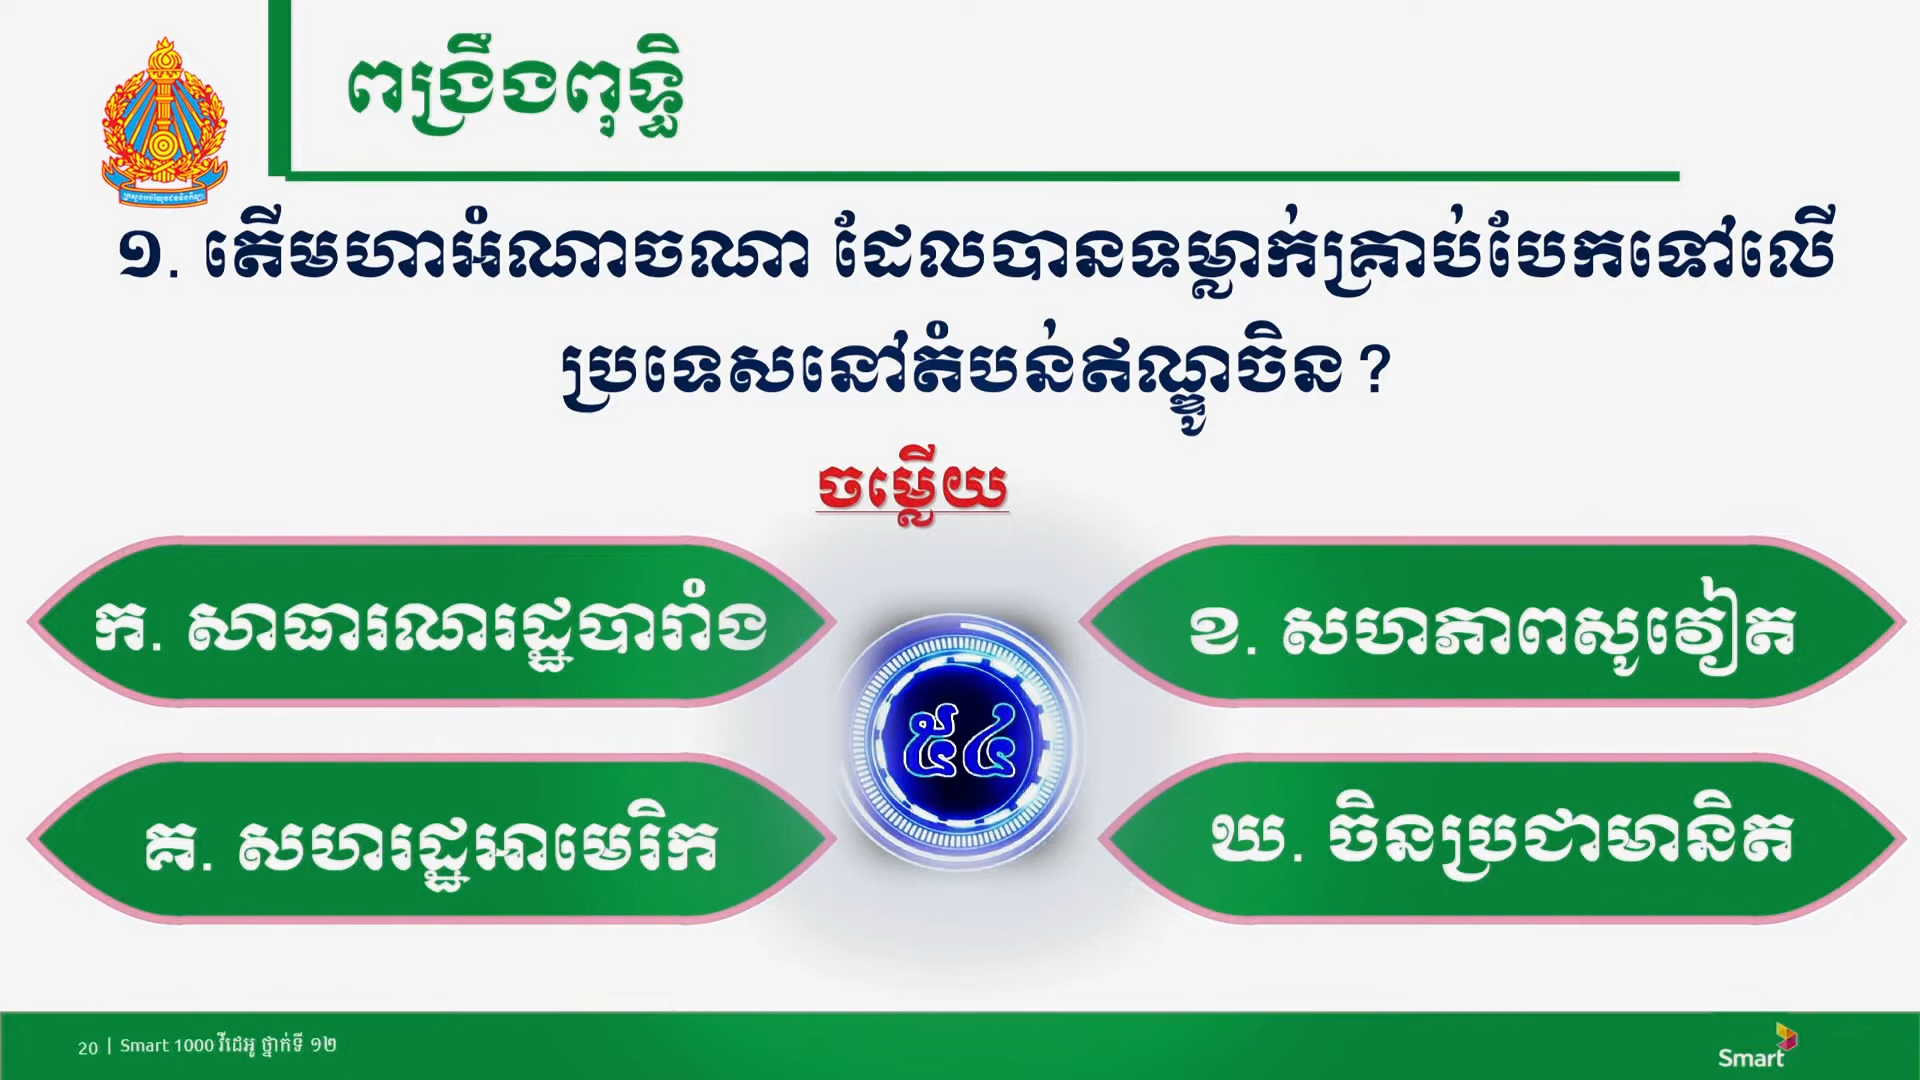 ពង្រឹងពុទ្ធិ
១. តើមហាអំណាចណា ដែលបានទម្លាក់គ្រាប់បែកទៅលើ
ប្រទេសនៅតំបន់ឥណ្ឌូចិន?
ចម្លើយ
ក. សាធារណរដ្ឋបារាំង
ខ. សហភាពសូវៀត
៥៤
គ. សហរដ្ឋអាមេរិក
ឃ. ចិនប្រជាមានិត
20 | Smart 1000 វីដេអូ ថ្នាក់ទី ១២
Smart